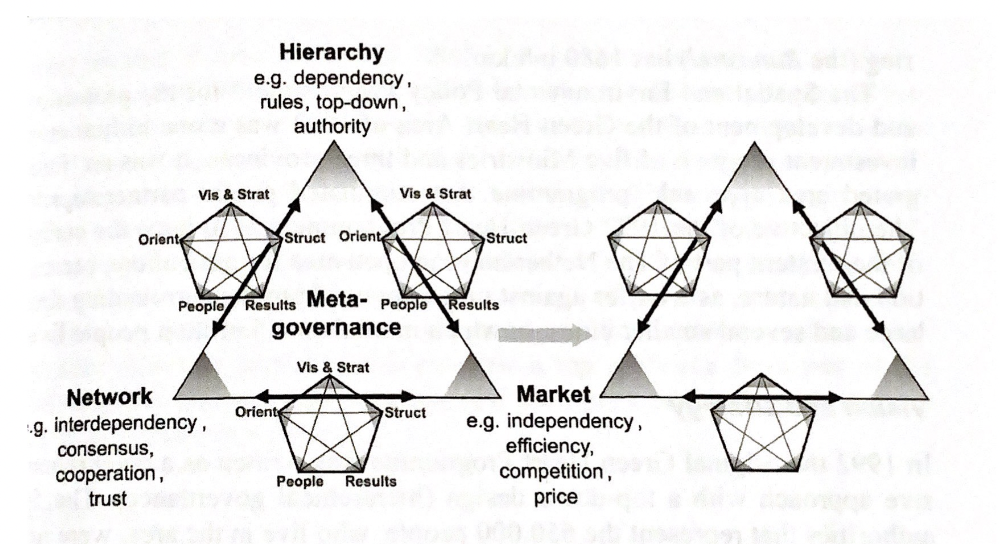 Hierarchy
e.g. dependency,
rules, top-down,
authority
Vis & Strat
Orient
Struct
People
Results
Vis & Strat
Orient
Struct
People
Results
Meta-
governance
Vis & Strat
Orient
Struct
People
Results
Network
.g. interdependency,
consensus,
cooperation,
trust
Market
e.g. independency,
efficiency,
competition,
price